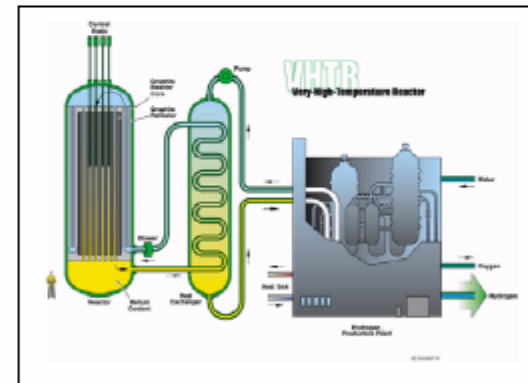 Control
Rods
VHTR
Very-High-Temperature Reactor
Pump
Graphite
Reactor
Core
Graphite
Reflector
Blower
Water
Oxygen
Hydrogen
Heat Sink
Reactor
Helium
Coolant
Heat
Exchanger
Hydrogen
Production Plant